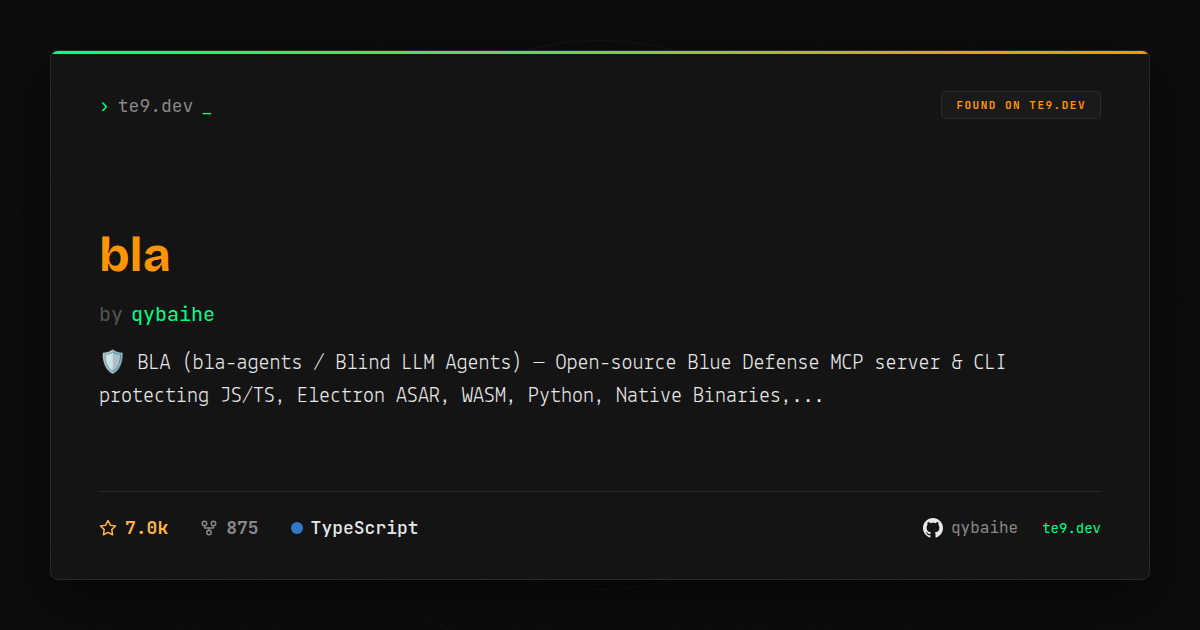 › te9.dev _
FOUND ON TE9.DEV
bla
by qybaihe
🛡️ BLA (bla-agents / Blind LLM Agents) — Open-source Blue Defense MCP server & CLI
protecting JS/TS, Electron ASAR, WASM, Python, Native Binaries,...
7.0k 875 TypeScript
qybaihe te9.dev